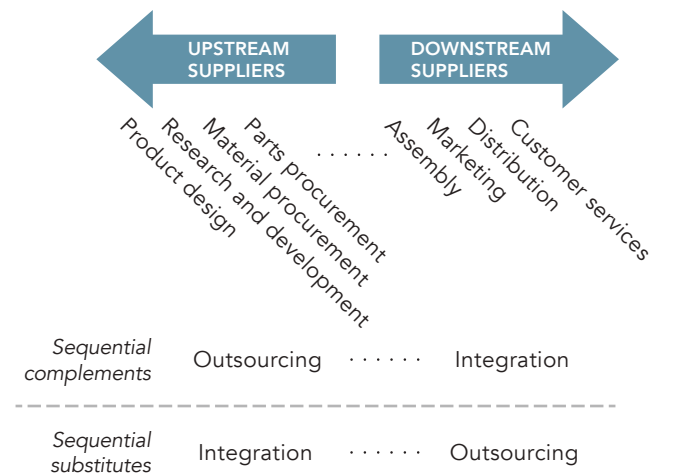 UPSTREAM
SUPPLIERS
DOWNSTREAM
SUPPLIERS
Product design
Research and development
Material procurement
Parts procurement
. . . . . .
Assembly
Marketing
Distribution
Customer services
Sequential
complements
Outsourcing . . . . . . Integration
Sequential
substitutes
Integration . . . . . . Outsourcing